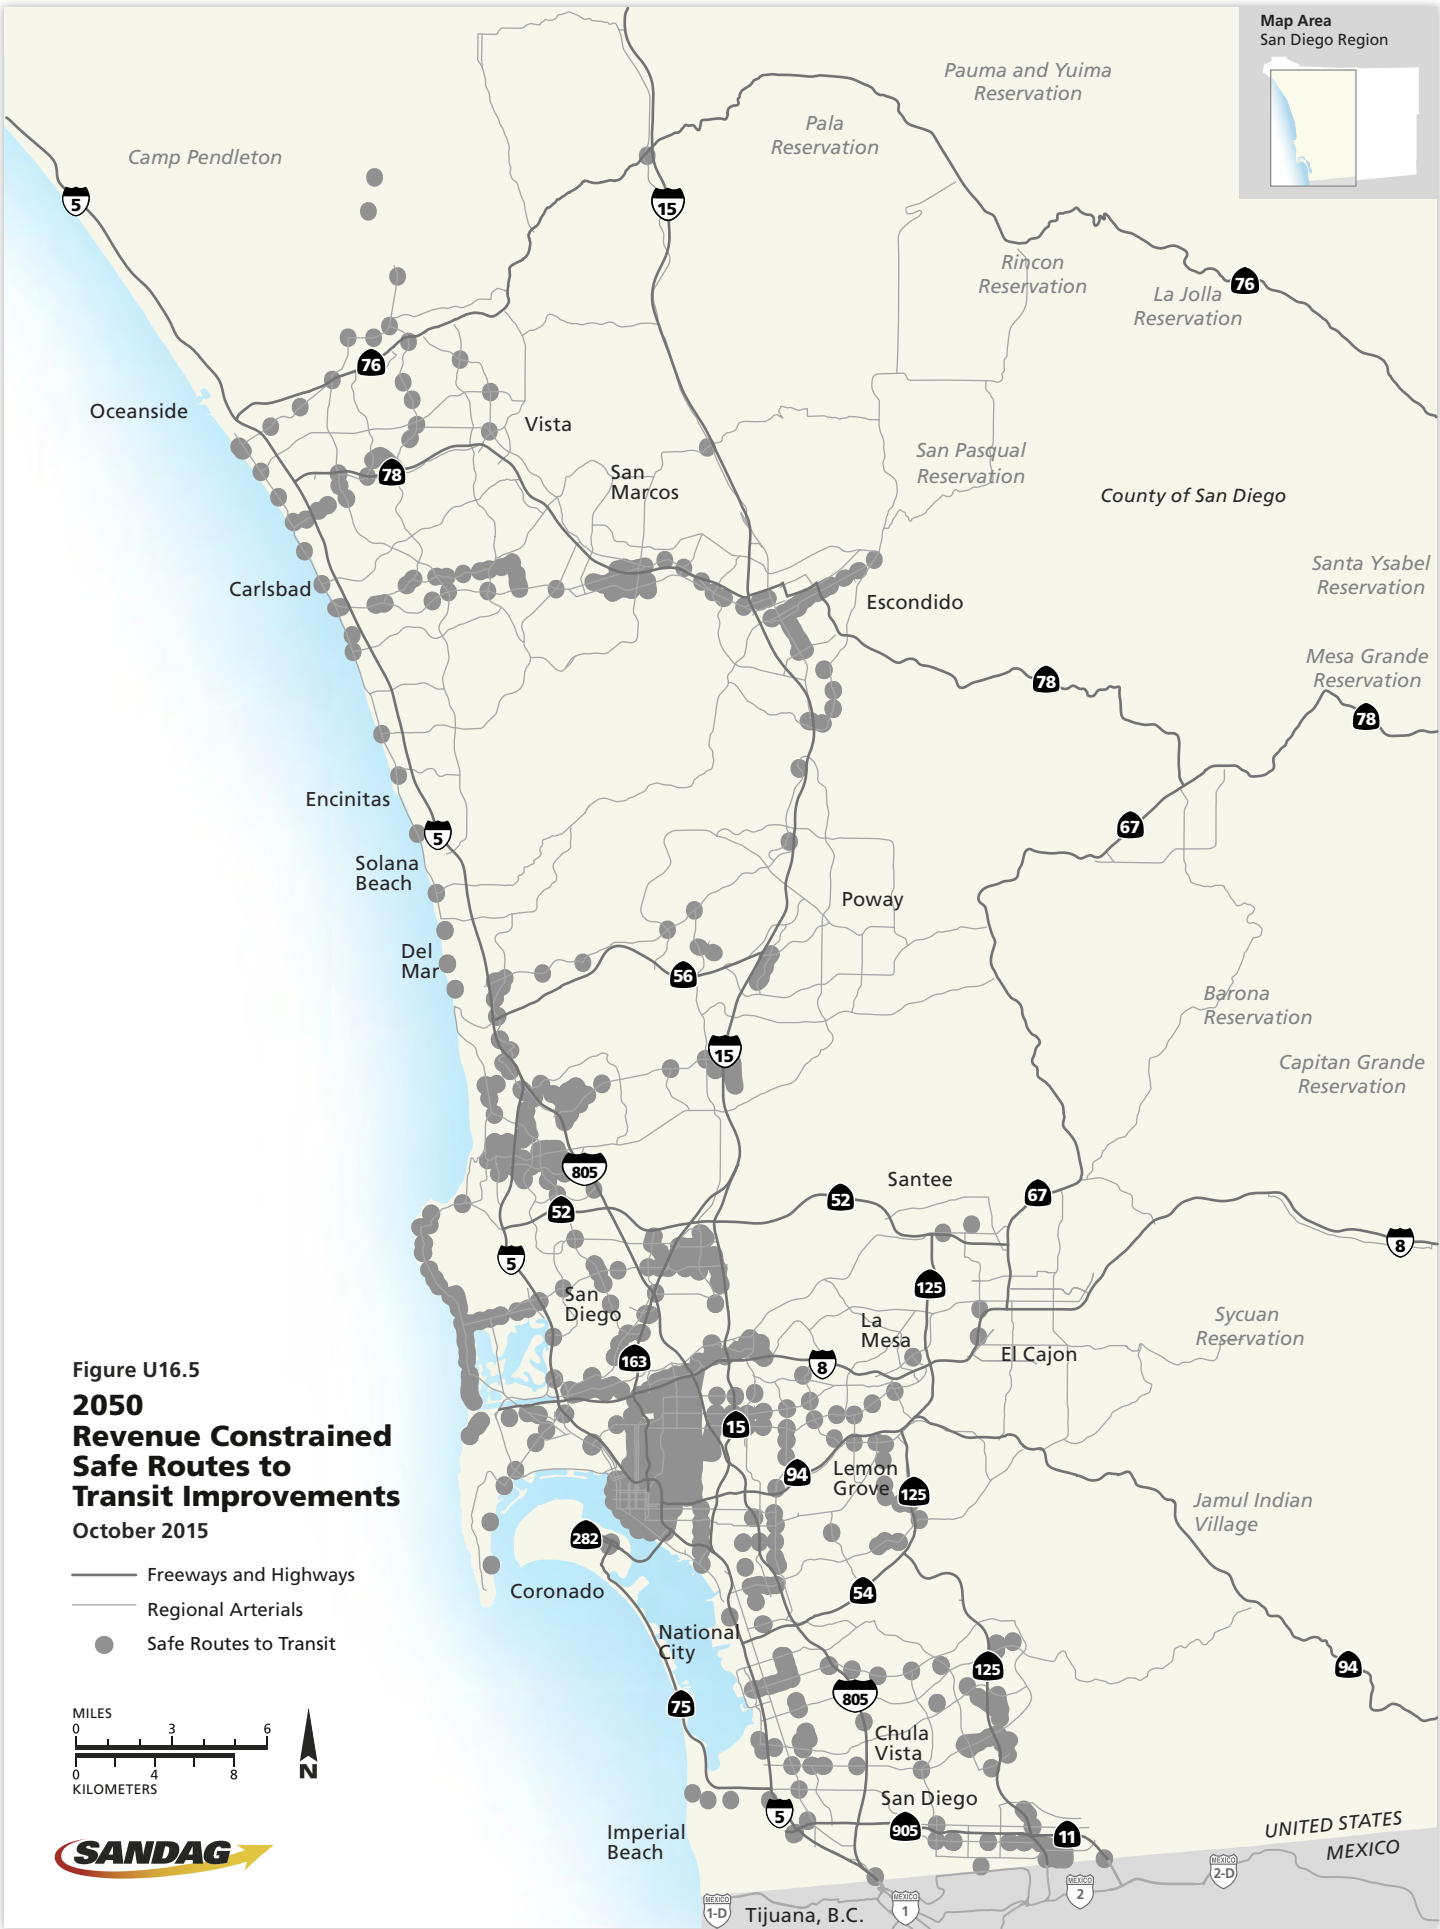 Map Area
San Diego Region
Pauma and Yuima
Reservation
Pala
Reservation
Camp Pendleton
5
15
Rincon
Reservation
La Jolla
Reservation
76
76
Oceanside
Vista
78
San
Marcos
San Pasqual
Reservation
County of San Diego
Santa Ysabel
Reservation
Carlsbad
Escondido
Mesa Grande
Reservation
78
78
Encinitas
5
67
Solana
Beach
Poway
Del
Mar
56
Barona
Reservation
15
Capitan Grande
Reservation
805
Santee
52
67
52
5
8
125
San
Diego
La
Mesa
Sycuan
Reservation
163
8
El Cajon
Figure U16.5
2050
Revenue Constrained
Safe Routes to
Transit Improvements
October 2015
15
94
Lemon
Grove
125
Jamul Indian
Village
282
Freeways and Highways
Regional Arterials
Safe Routes to Transit
Coronado
54
National
City
125
94
805
75
MILES
0 3 6
0 4 8
KILOMETERS
N
Chula
Vista
San Diego
5
905
11
Imperial
Beach
UNITED STATES
MEXICO
SANDAG
MEXICO
2-D
MEXICO
2
MEXICO
1-D
Tijuana, B.C.
MEXICO
1